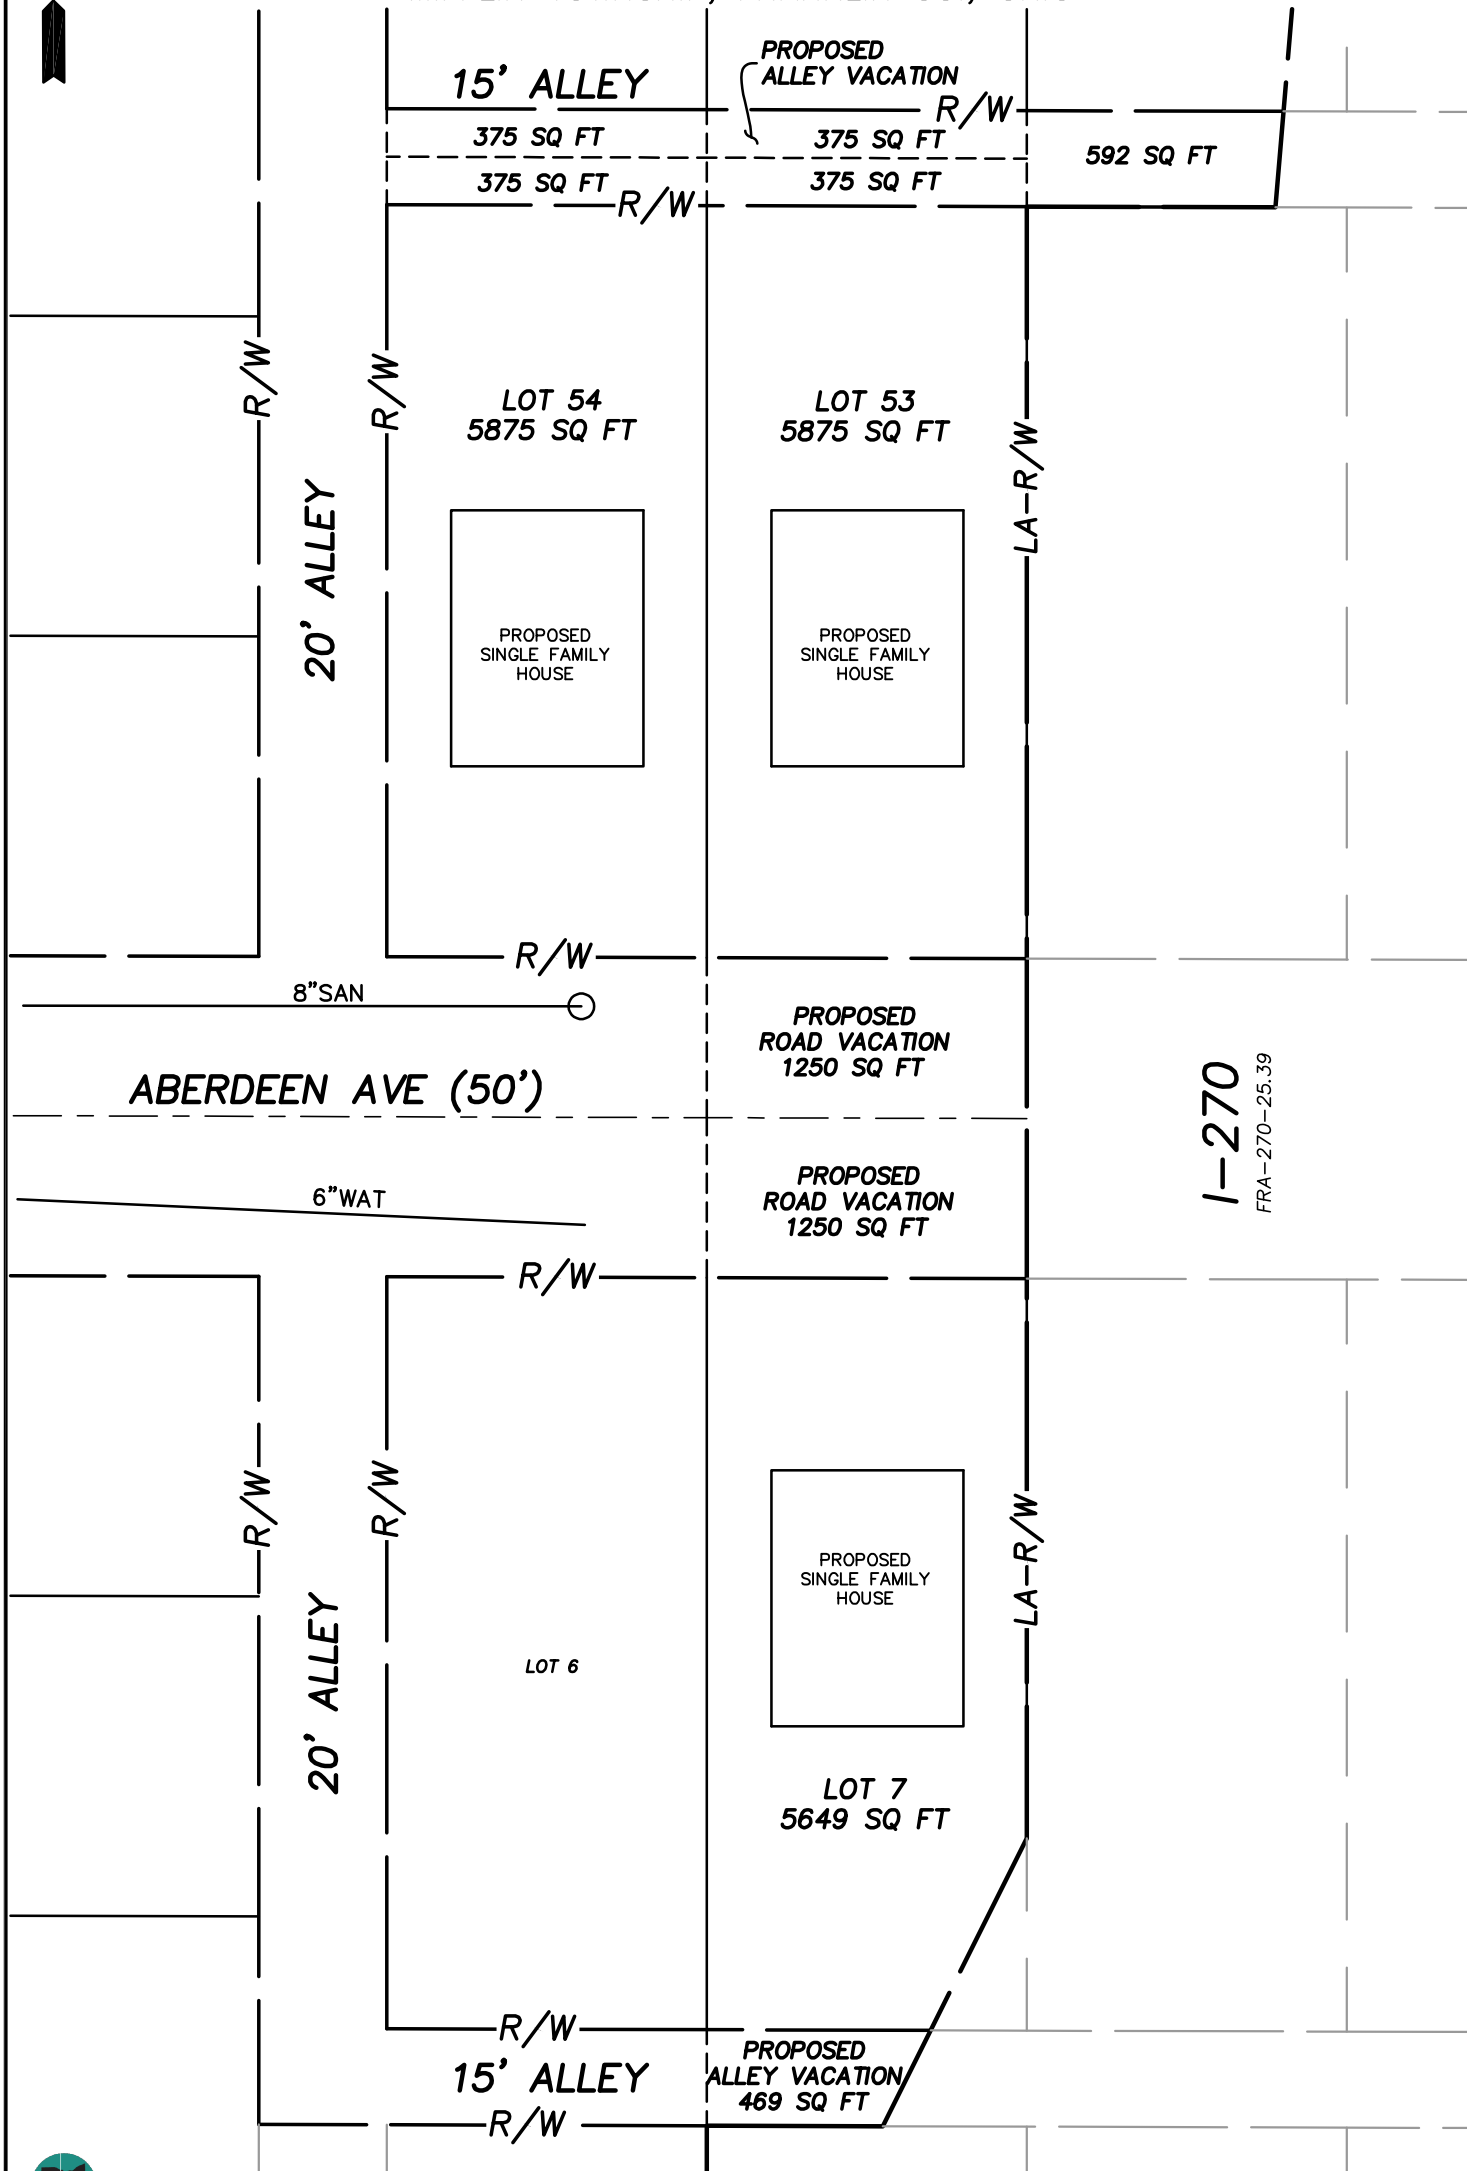 PROPOSED
ALLEY VACATION
15' ALLEY
R/W
375 SQ FT
375 SQ FT
592 SQ FT
375 SQ FT
375 SQ FT
R/W
R/W
R/W
LOT 54
5875 SQ FT
LOT 53
5875 SQ FT
LA-R/W
20' ALLEY
PROPOSED
SINGLE FAMILY
HOUSE
PROPOSED
SINGLE FAMILY
HOUSE
R/W
8"SAN
PROPOSED
ROAD VACATION
1250 SQ FT
ABERDEEN AVE (50')
I-270
FRA-270-25.39
6"WAT
PROPOSED
ROAD VACATION
1250 SQ FT
R/W
R/W
R/W
LA-R/W
PROPOSED
SINGLE FAMILY
HOUSE
LOT 6
20' ALLEY
LOT 7
5649 SQ FT
R/W
15' ALLEY
PROPOSED
ALLEY VACATION
469 SQ FT
R/W